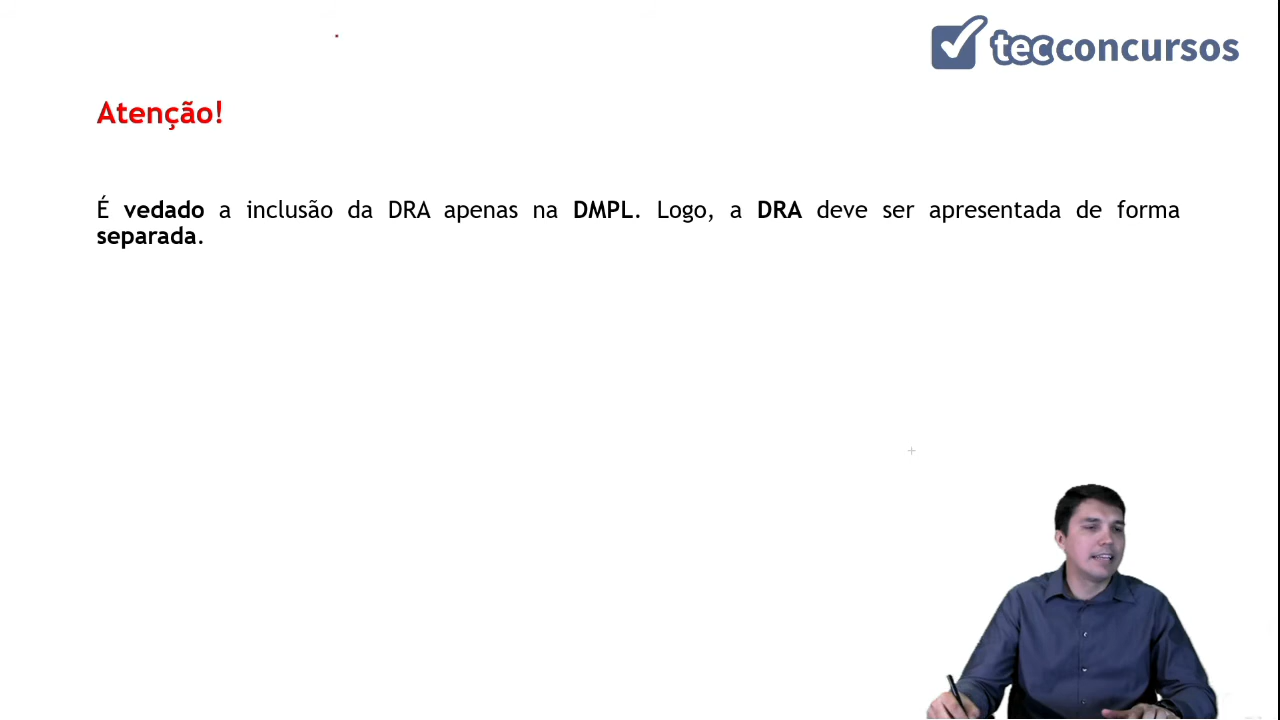 tecconcursos
Atenção!
É vedado a inclusão da DRA apenas na DMPL. Logo, a DRA deve ser apresentada de forma
separada.